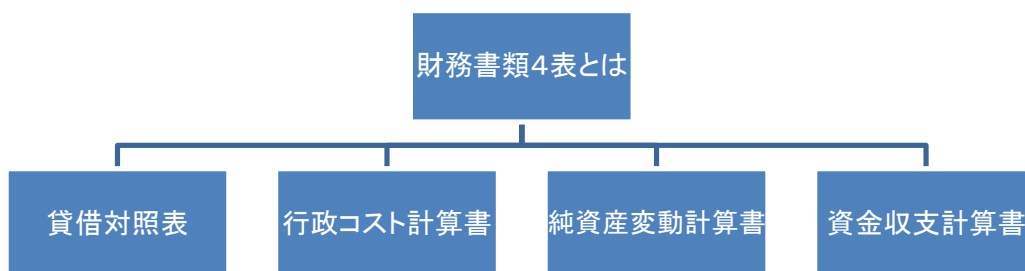 財務書類4表とは
貸借対照表
行政コスト計算書
純資産変動計算書
資金収支計算書